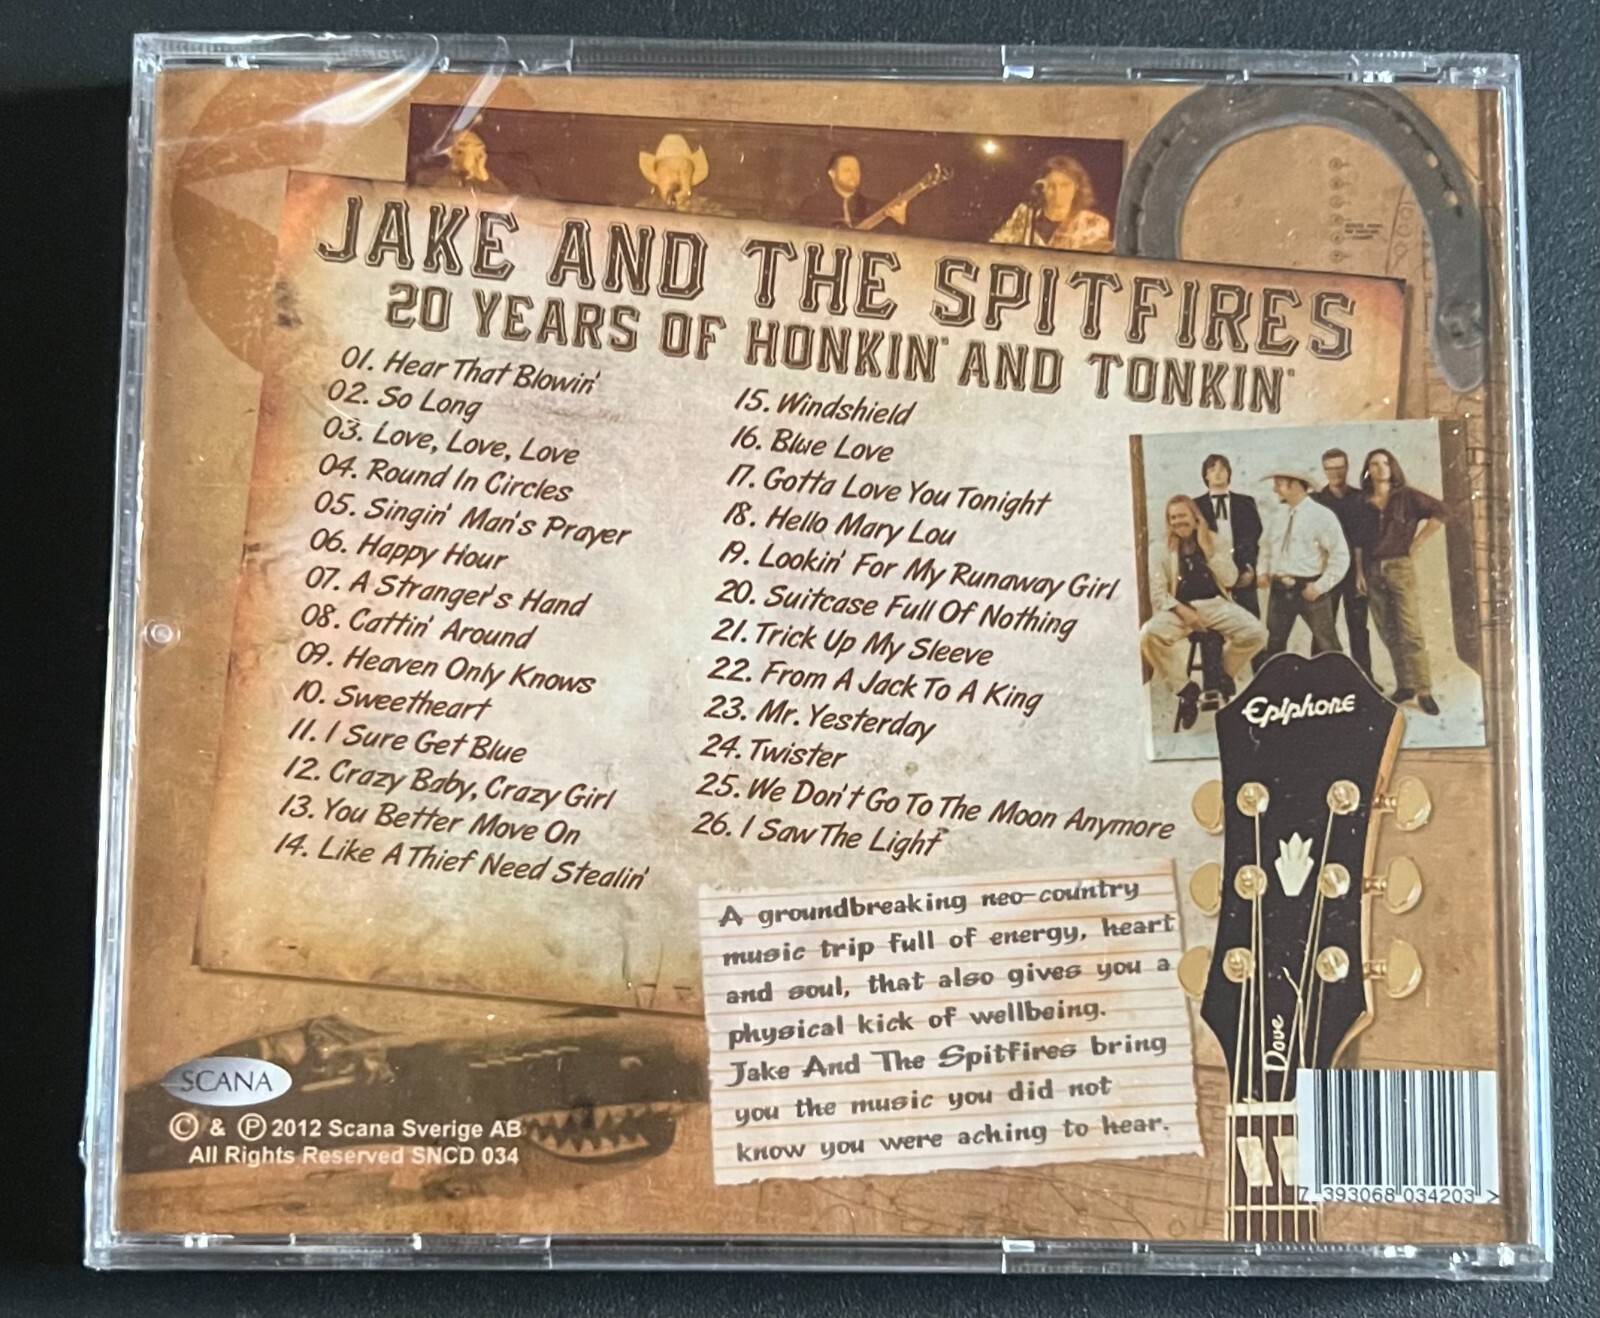 JAKE AND THE SPITFIRES
20 YEARS OF HONKIN' AND TONKIN'
01. Hear That Blowin'
02. So Long
03. Love, Love, Love
04. Round In Circles
05. Singin' Man's Prayer
06. Happy Hour
07. A Stranger's Hand
08. Cattin' Around
09. Heaven Only Knows
10. Sweetheart
11. I Sure Get Blue
12. Crazy Baby, Crazy Girl
13. You Better Move On
14. Like A Thief Need Stealin'
15. Windshield
16. Blue Love
17. Gotta Love You Tonight
18. Hello Mary Lou
19. Lookin' For My Runaway Girl
20. Suitcase Full Of Nothing
21. Trick Up My Sleeve
22. From A Jack To A King
23. Mr. Yesterday
24. Twister
25. We Don't Go To The Moon Anymore
26. I Saw The Light
Epiphone
A groundbreaking neo-country
music trip full of energy, heart
and soul, that also gives you a
physical kick of wellbeing.
Jake And The Spitfires bring
you the music you did not
know you were aching to hear.
Dove
SCANA
© & ℗ 2012 Scana Sverige AB
All Rights Reserved SNCD 034
7 393068 034203 >